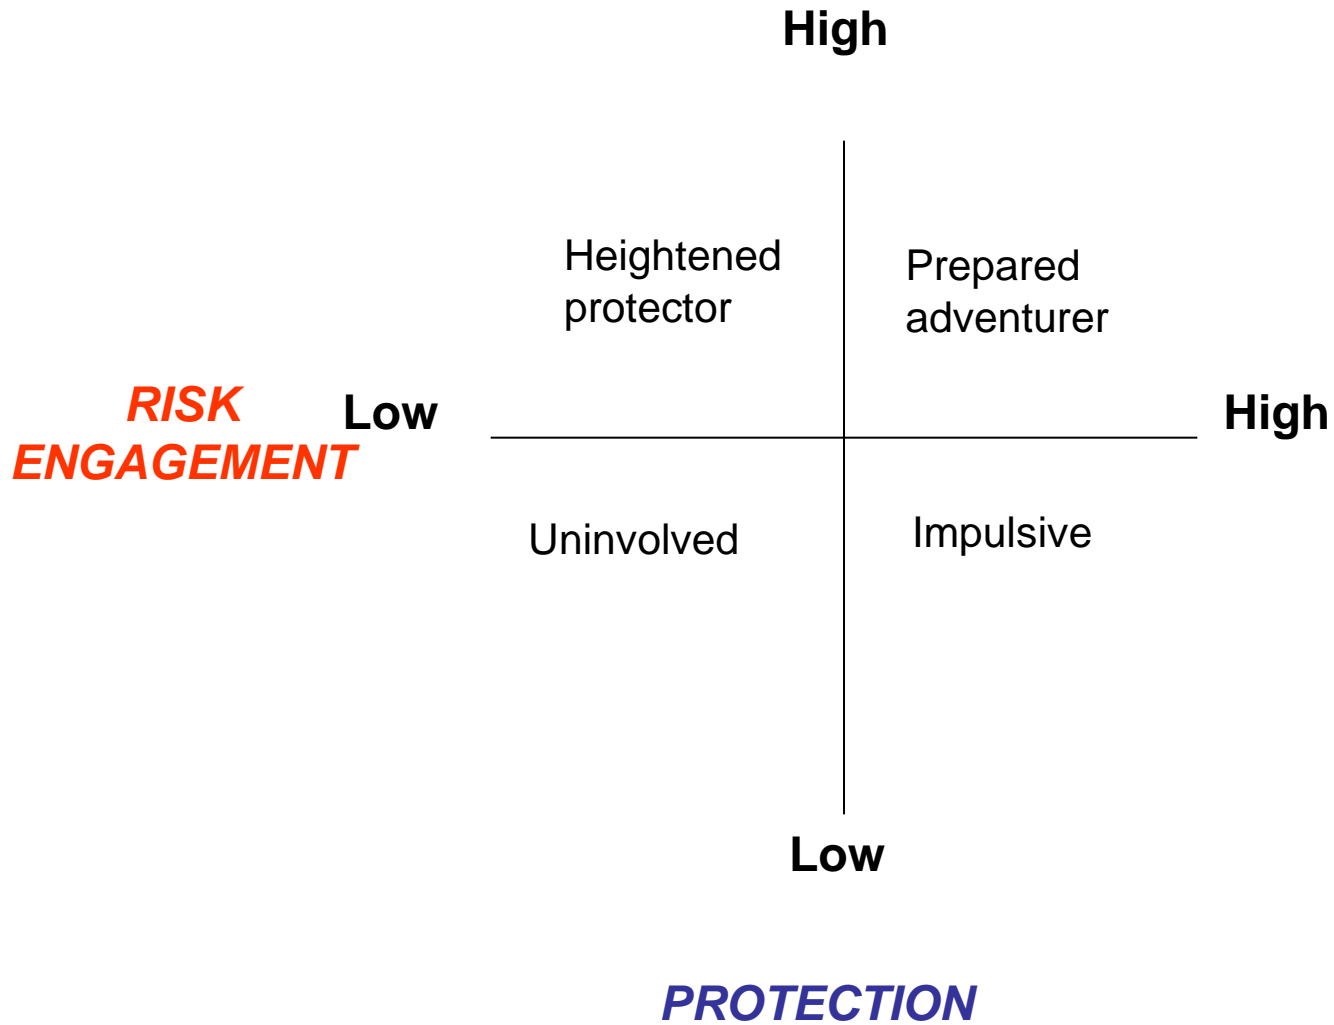 High
Heightened
protector
Prepared
adventurer
RISK
ENGAGEMENT
Low
High
Uninvolved
Impulsive
Low
PROTECTION